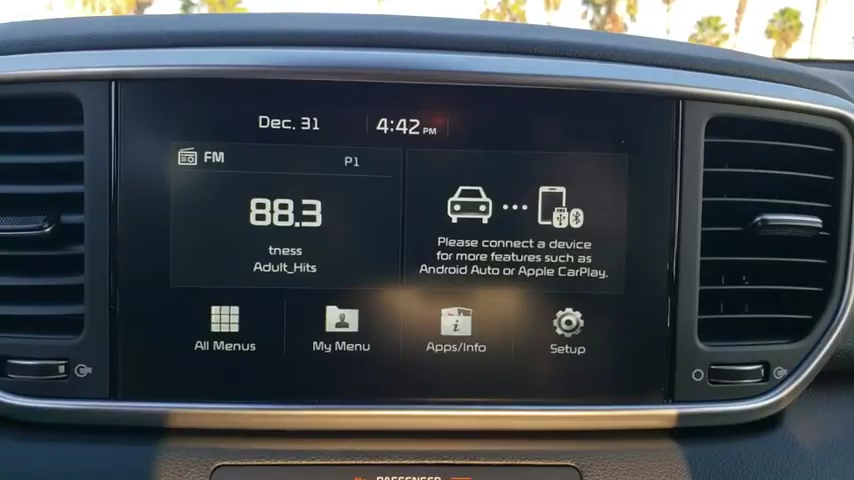 Dec. 31 4:42 PM
FM P1
88.3
tness
Adult_Hits
Please connect a device
for more features such as
Android Auto or Apple CarPlay.
All Menus My Menu Apps/Info Setup
PASSENGER